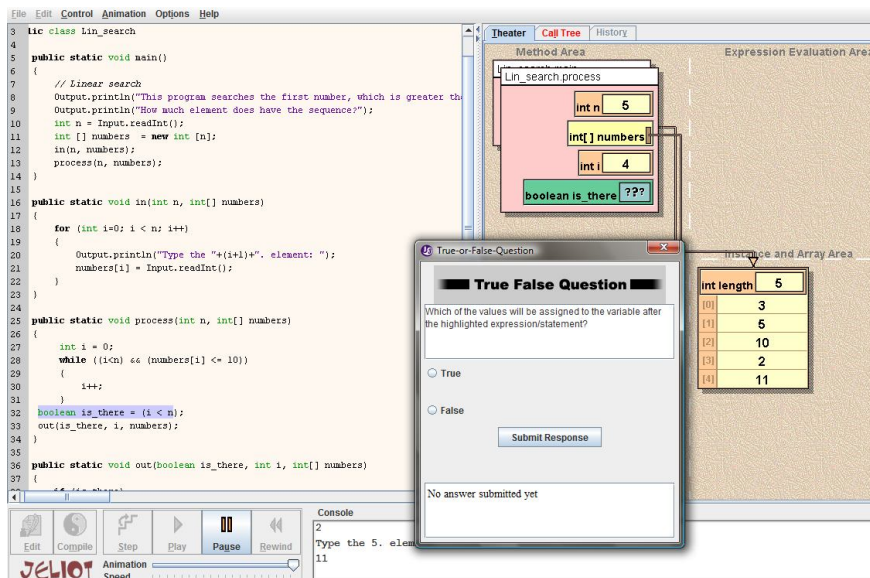 File Edit Control Animation Options Help
3 lic class Lin_search
4
5 public static void main()
6 {
7 // Linear search
8 Output.println("This program searches the first number, which is greater th
9 Output.println("How much element does have the sequence?");
10 int n = Input.readInt();
11 int [] numbers = new int [n];
12 in(n, numbers);
13 process(n, numbers);
14 }
15
16 public static void in(int n, int[] numbers)
17 {
18 for (int i=0; i < n; i++)
19 {
20 Output.println("Type the "+(i+1)+". element: ");
21 numbers[i] = Input.readInt();
22 }
23 }
24
25 public static void process(int n, int[] numbers)
26 {
27 int i = 0;
28 while ((i<n) && (numbers[i] <= 10))
29 {
30 i++;
31 }
32 boolean is_there = (i < n);
33 out(is_there, i, numbers);
34 }
35
36 public static void out(boolean is_there, int i, int[] numbers)
37 {
Theater Call Tree History
Method Area
Expression Evaluation Area
Lin_search.process
int n 5
int[ ] numbers
int i 4
boolean is_there ???
Instance and Array Area
int length 5
[0] 3
[1] 5
[2] 10
[3] 2
[4] 11
True-or-False-Question
True False Question
Which of the values will be assigned to the variable after
the highlighted expression/statement?
True
False
Submit Response
No answer submitted yet
Edit Compile Step Play Pause Rewind
JELIOT
Animation
Speed
Console
2
Type the 5. elem
11